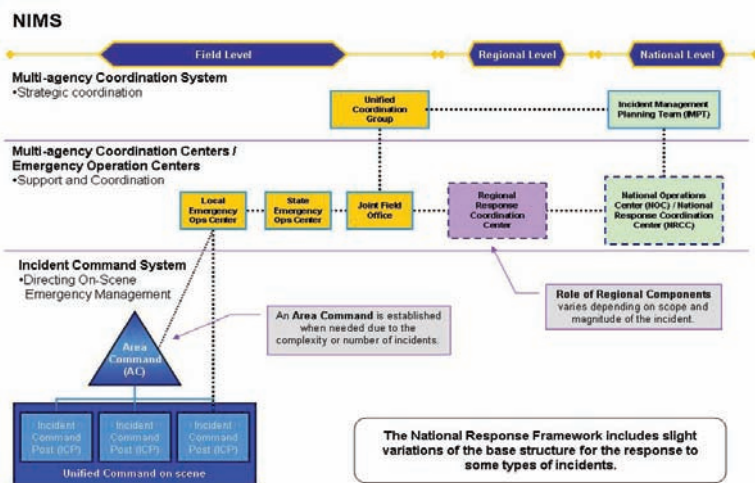 NIMS
Field Level
Regional Level
National Level
Multi-agency Coordination System
•Strategic coordination
Unified
Coordination
Group
Incident Management
Planning Team (IMPT)
Multi-agency Coordination Centers /
Emergency Operation Centers
•Support and Coordination
Local
Emergency
Ops Center
State
Emergency
Ops Center
Joint Field
Office
Regional
Response
Coordination
Center
National Operations
Center (NOC) / National
Response Coordination
Center (NRCC)
Incident Command System
•Directing On-Scene
Emergency Management
An Area Command is established
when needed due to the
complexity or number of incidents.
Role of Regional Components
varies depending on scope and
magnitude of the incident.
Area
Command
(AC)
Incident
Command
Post (ICP)
Incident
Command
Post (ICP)
Incident
Command
Post (ICP)
Unified Command on scene
The National Response Framework includes slight
variations of the base structure for the response to
some types of incidents.